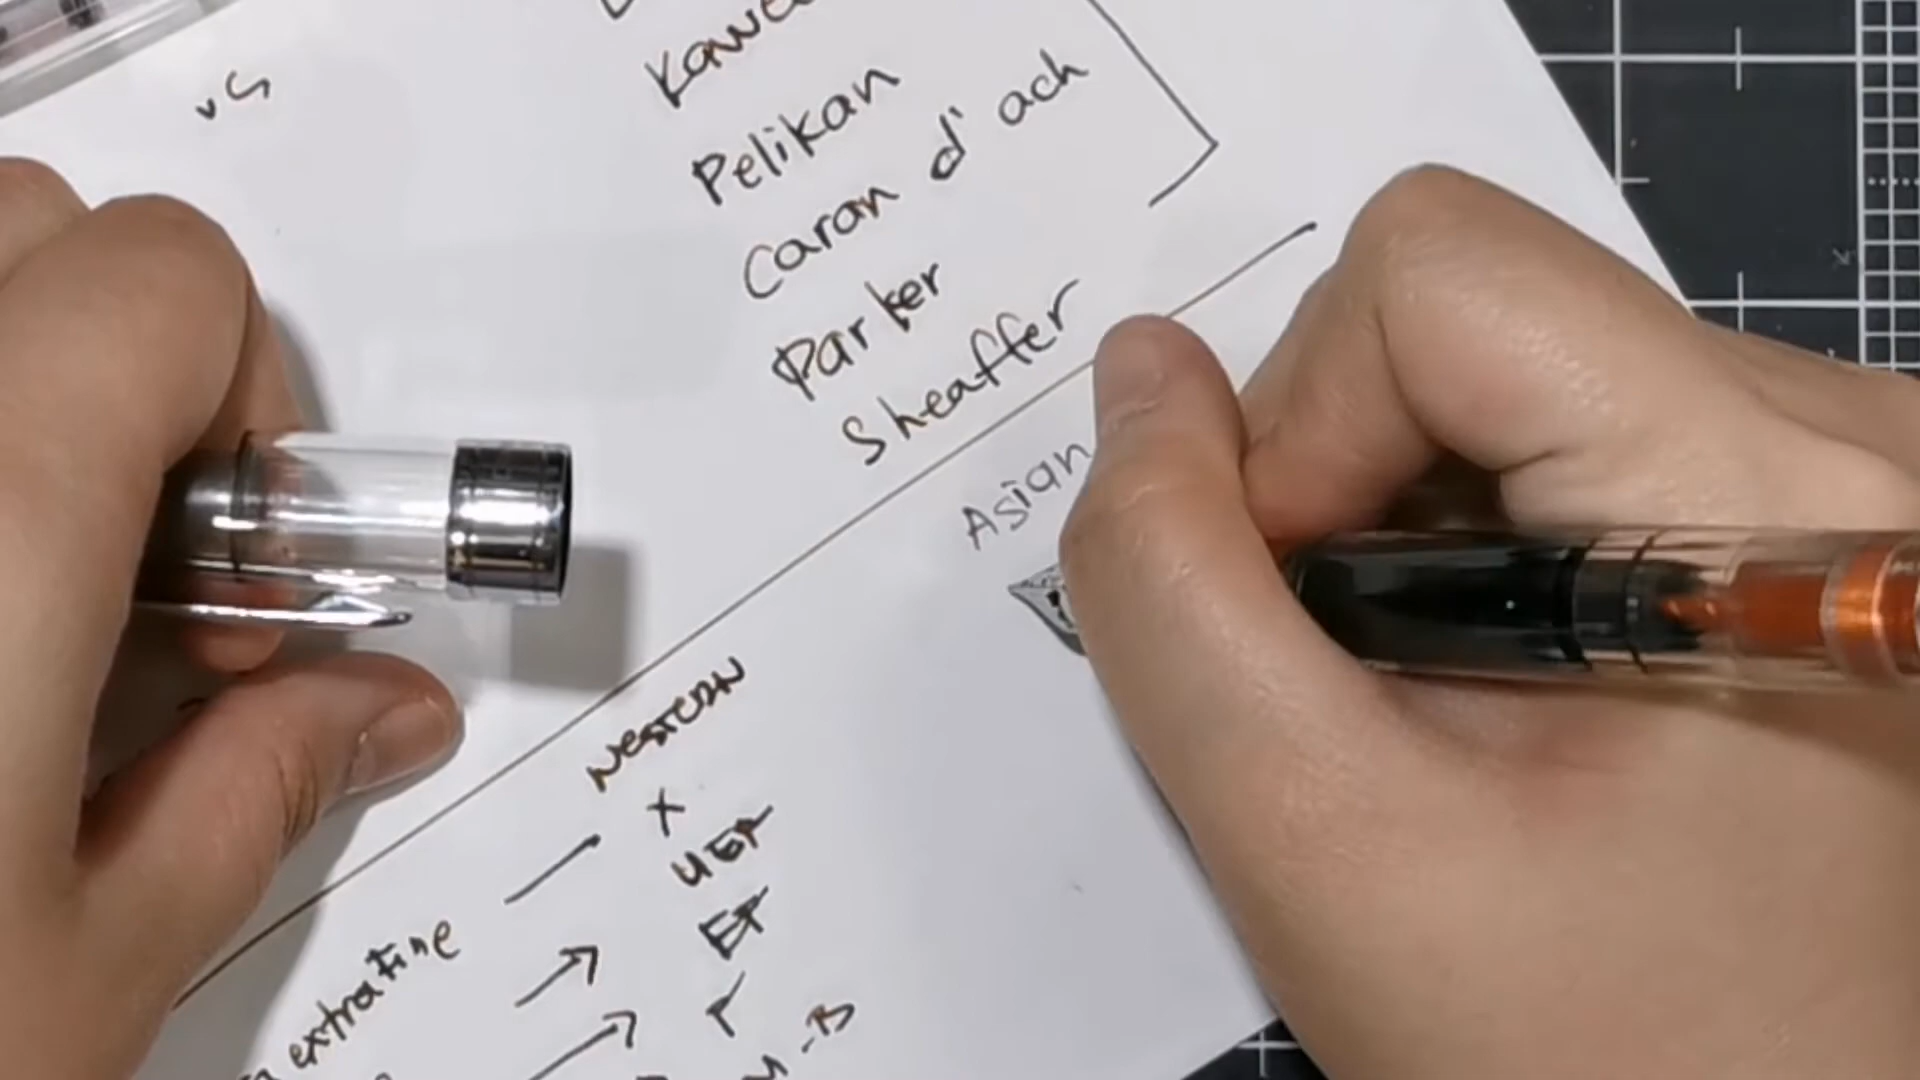 vs
Kawe
Pelikan
Caran d'ach
Parker
Sheaffer
Asian
Western
X
UEF
extrafine
EF
F
M-B